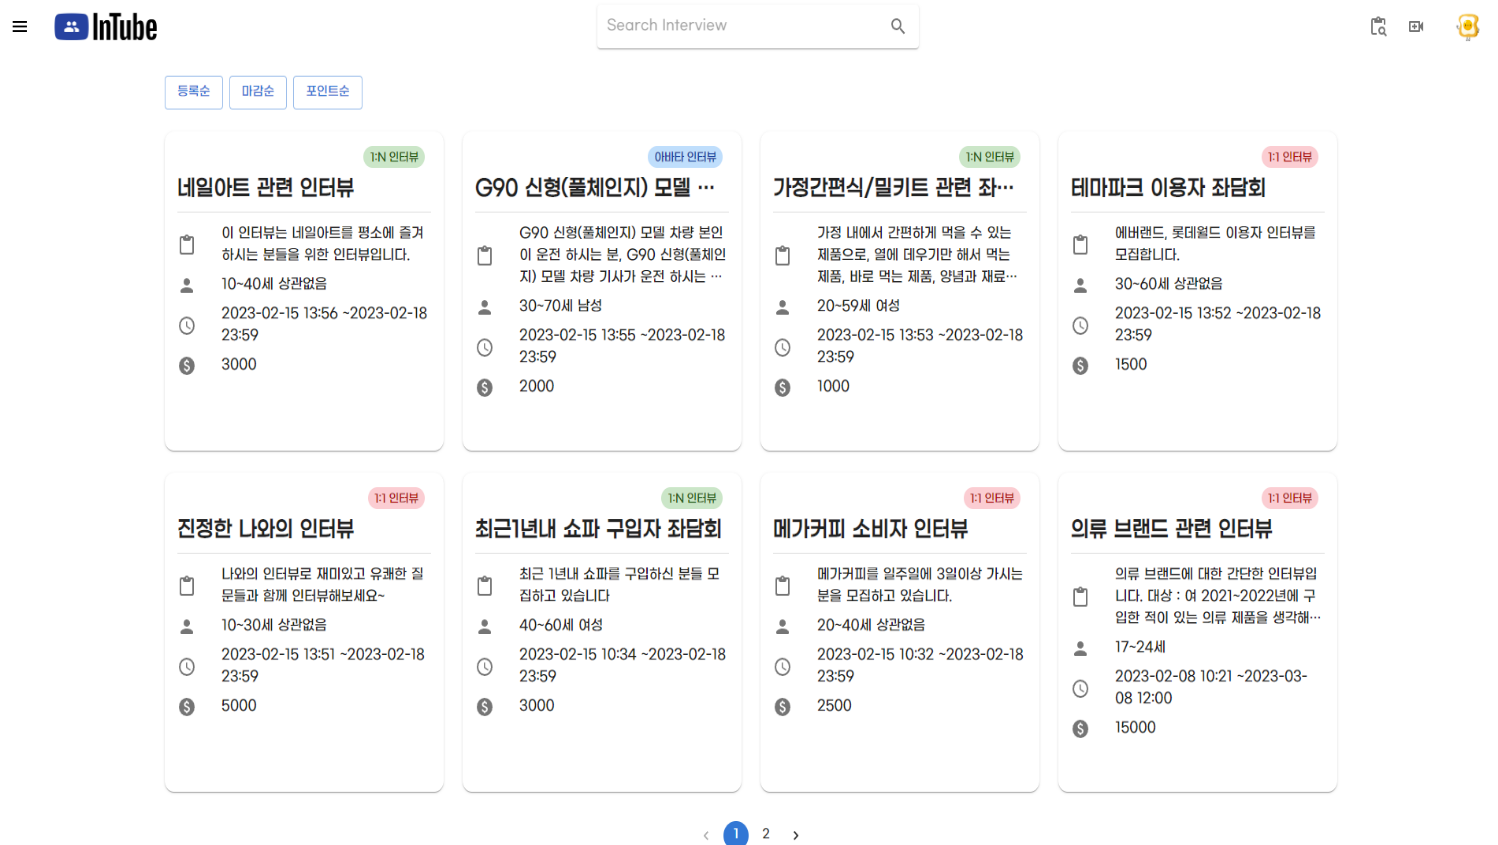 InTube
Search Interview
등록순
마감순
포인트순
1:N 인터뷰
네일아트 관련 인터뷰
이 인터뷰는 네일아트를 평소에 즐겨
하시는 분들을 위한 인터뷰입니다.
10~40세 상관없음
2023-02-15 13:56 ~2023-02-18
23:59
3000
아바타 인터뷰
G90 신형(풀체인지) 모델 ⋯
G90 신형(풀체인지) 모델 차량 본인
이 운전 하시는 분, G90 신형(풀체인
지) 모델 차량 기사가 운전 하시는 ⋯
30~70세 남성
2023-02-15 13:55 ~2023-02-18
23:59
2000
1:N 인터뷰
가정간편식/밀키트 관련 좌⋯
가정 내에서 간편하게 먹을 수 있는
제품으로, 열에 데우기만 해서 먹는
제품, 바로 먹는 제품, 양념과 재료⋯
20~59세 여성
2023-02-15 13:53 ~2023-02-18
23:59
1000
1:1 인터뷰
테마파크 이용자 좌담회
에버랜드, 롯데월드 이용자 인터뷰를
모집합니다.
30~60세 상관없음
2023-02-15 13:52 ~2023-02-18
23:59
1500
1:1 인터뷰
진정한 나와의 인터뷰
나와의 인터뷰로 재미있고 유쾌한 질
문들과 함께 인터뷰해보세요~
10~30세 상관없음
2023-02-15 13:51 ~2023-02-18
23:59
5000
1:N 인터뷰
최근1년내 쇼파 구입자 좌담회
최근 1년내 쇼파를 구입하신 분들 모
집하고 있습니다
40~60세 여성
2023-02-15 10:34 ~2023-02-18
23:59
3000
1:1 인터뷰
메가커피 소비자 인터뷰
메가커피를 일주일에 3일이상 가시는
분을 모집하고 있습니다.
20~40세 상관없음
2023-02-15 10:32 ~2023-02-18
23:59
2500
1:1 인터뷰
의류 브랜드 관련 인터뷰
의류 브랜드에 대한 간단한 인터뷰입
니다. 대상 : 여 2021~2022년에 구
입한 적이 있는 의류 제품을 생각해⋯
17~24세
2023-02-08 10:21 ~2023-03-
08 12:00
15000
1 2